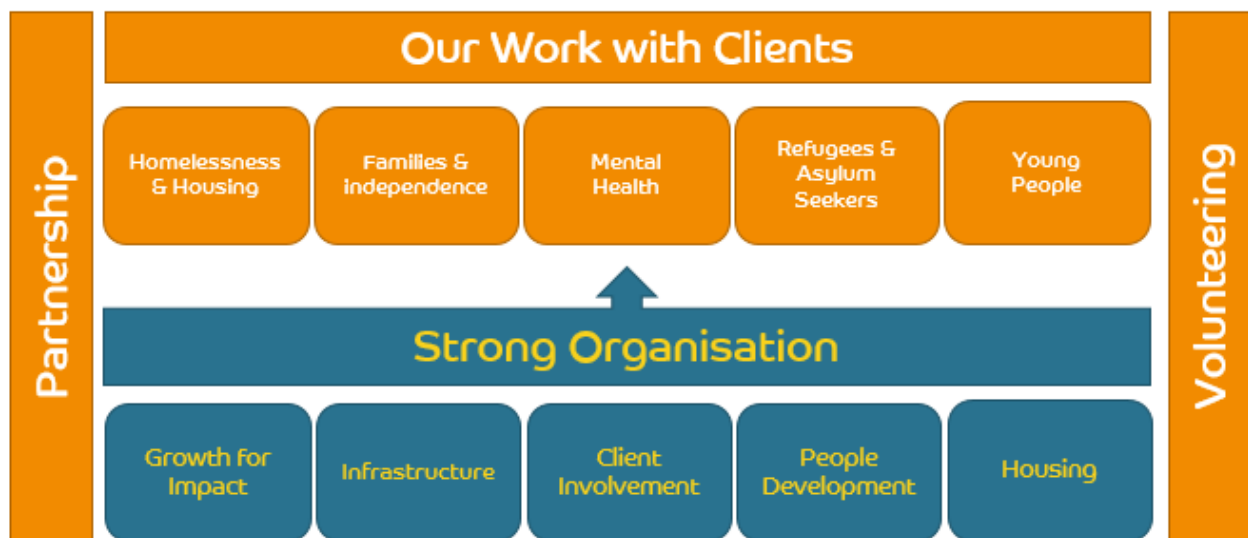 Our Work with Clients
Partnership
Homelessness
& Housing
Families &
independence
Mental
Health
Refugees &
Asylum
Seekers
Young
People
Volunteering
Strong Organisation
Growth for
Impact
Infrastructure
Client
Involvement
People
Development
Housing